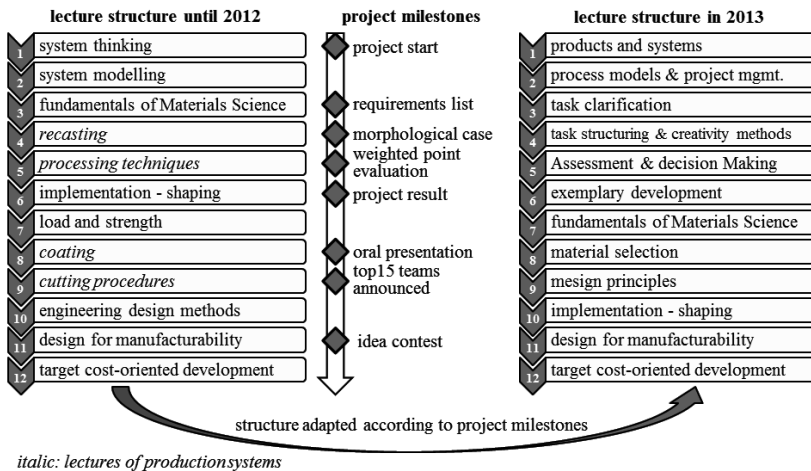 lecture structure until 2012
1 system thinking
2 system modelling
3 fundamentals of Materials Science
4 recasting
5 processing techniques
6 implementation - shaping
7 load and strength
8 coating
9 cutting procedures
10 engineering design methods
11 design for manufacturability
12 target cost-oriented development
project milestones
project start
requirements list
morphological case
weighted point
evaluation
project result
oral presentation
top15 teams
announced
idea contest
lecture structure in 2013
1 products and systems
2 process models & project mgmt.
3 task clarification
4 task structuring & creativity methods
5 Assessment & decision Making
6 exemplary development
7 fundamentals of Materials Science
8 material selection
9 mesign principles
10 implementation - shaping
11 design for manufacturability
12 target cost-oriented development
structure adapted according to project milestones
italic: lectures of production systems